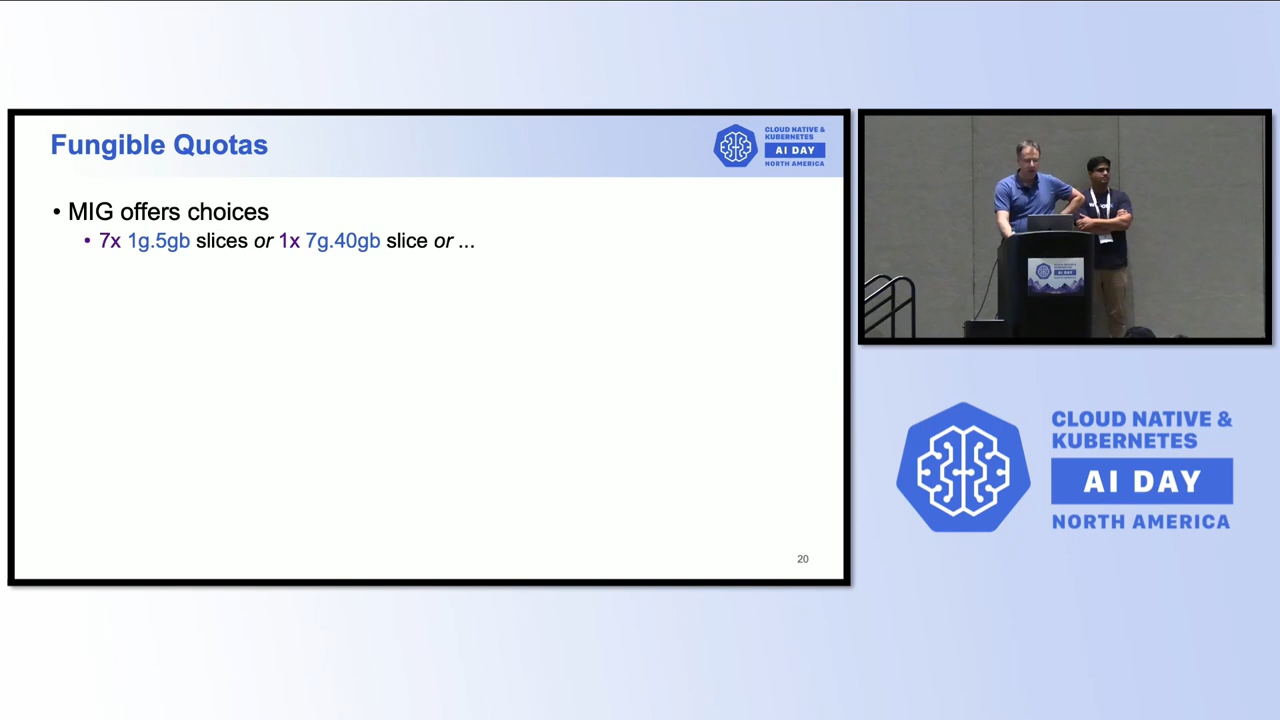 Fungible Quotas
CLOUD NATIVE &
KUBERNETES
AI DAY
NORTH AMERICA
• MIG offers choices
• 7x 1g.5gb slices or 1x 7g.40gb slice or ...
20
CLOUD NATIVE &
KUBERNETES
AI DAY
NORTH AMERICA